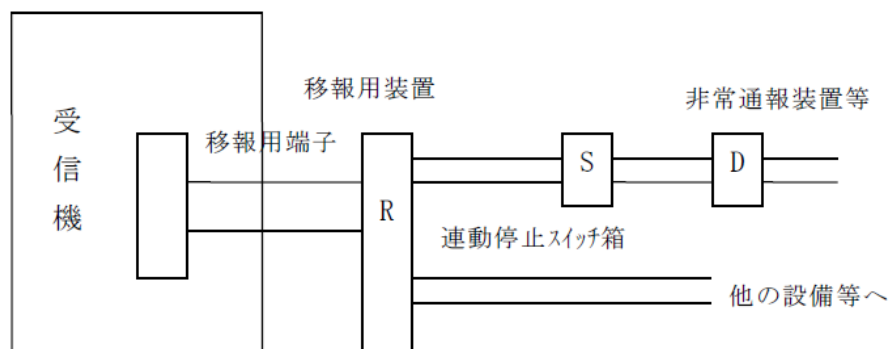 受信機
移報用端子
移報用装置
R
S
連動停止スイッチ箱
非常通報装置等
D
他の設備等へ